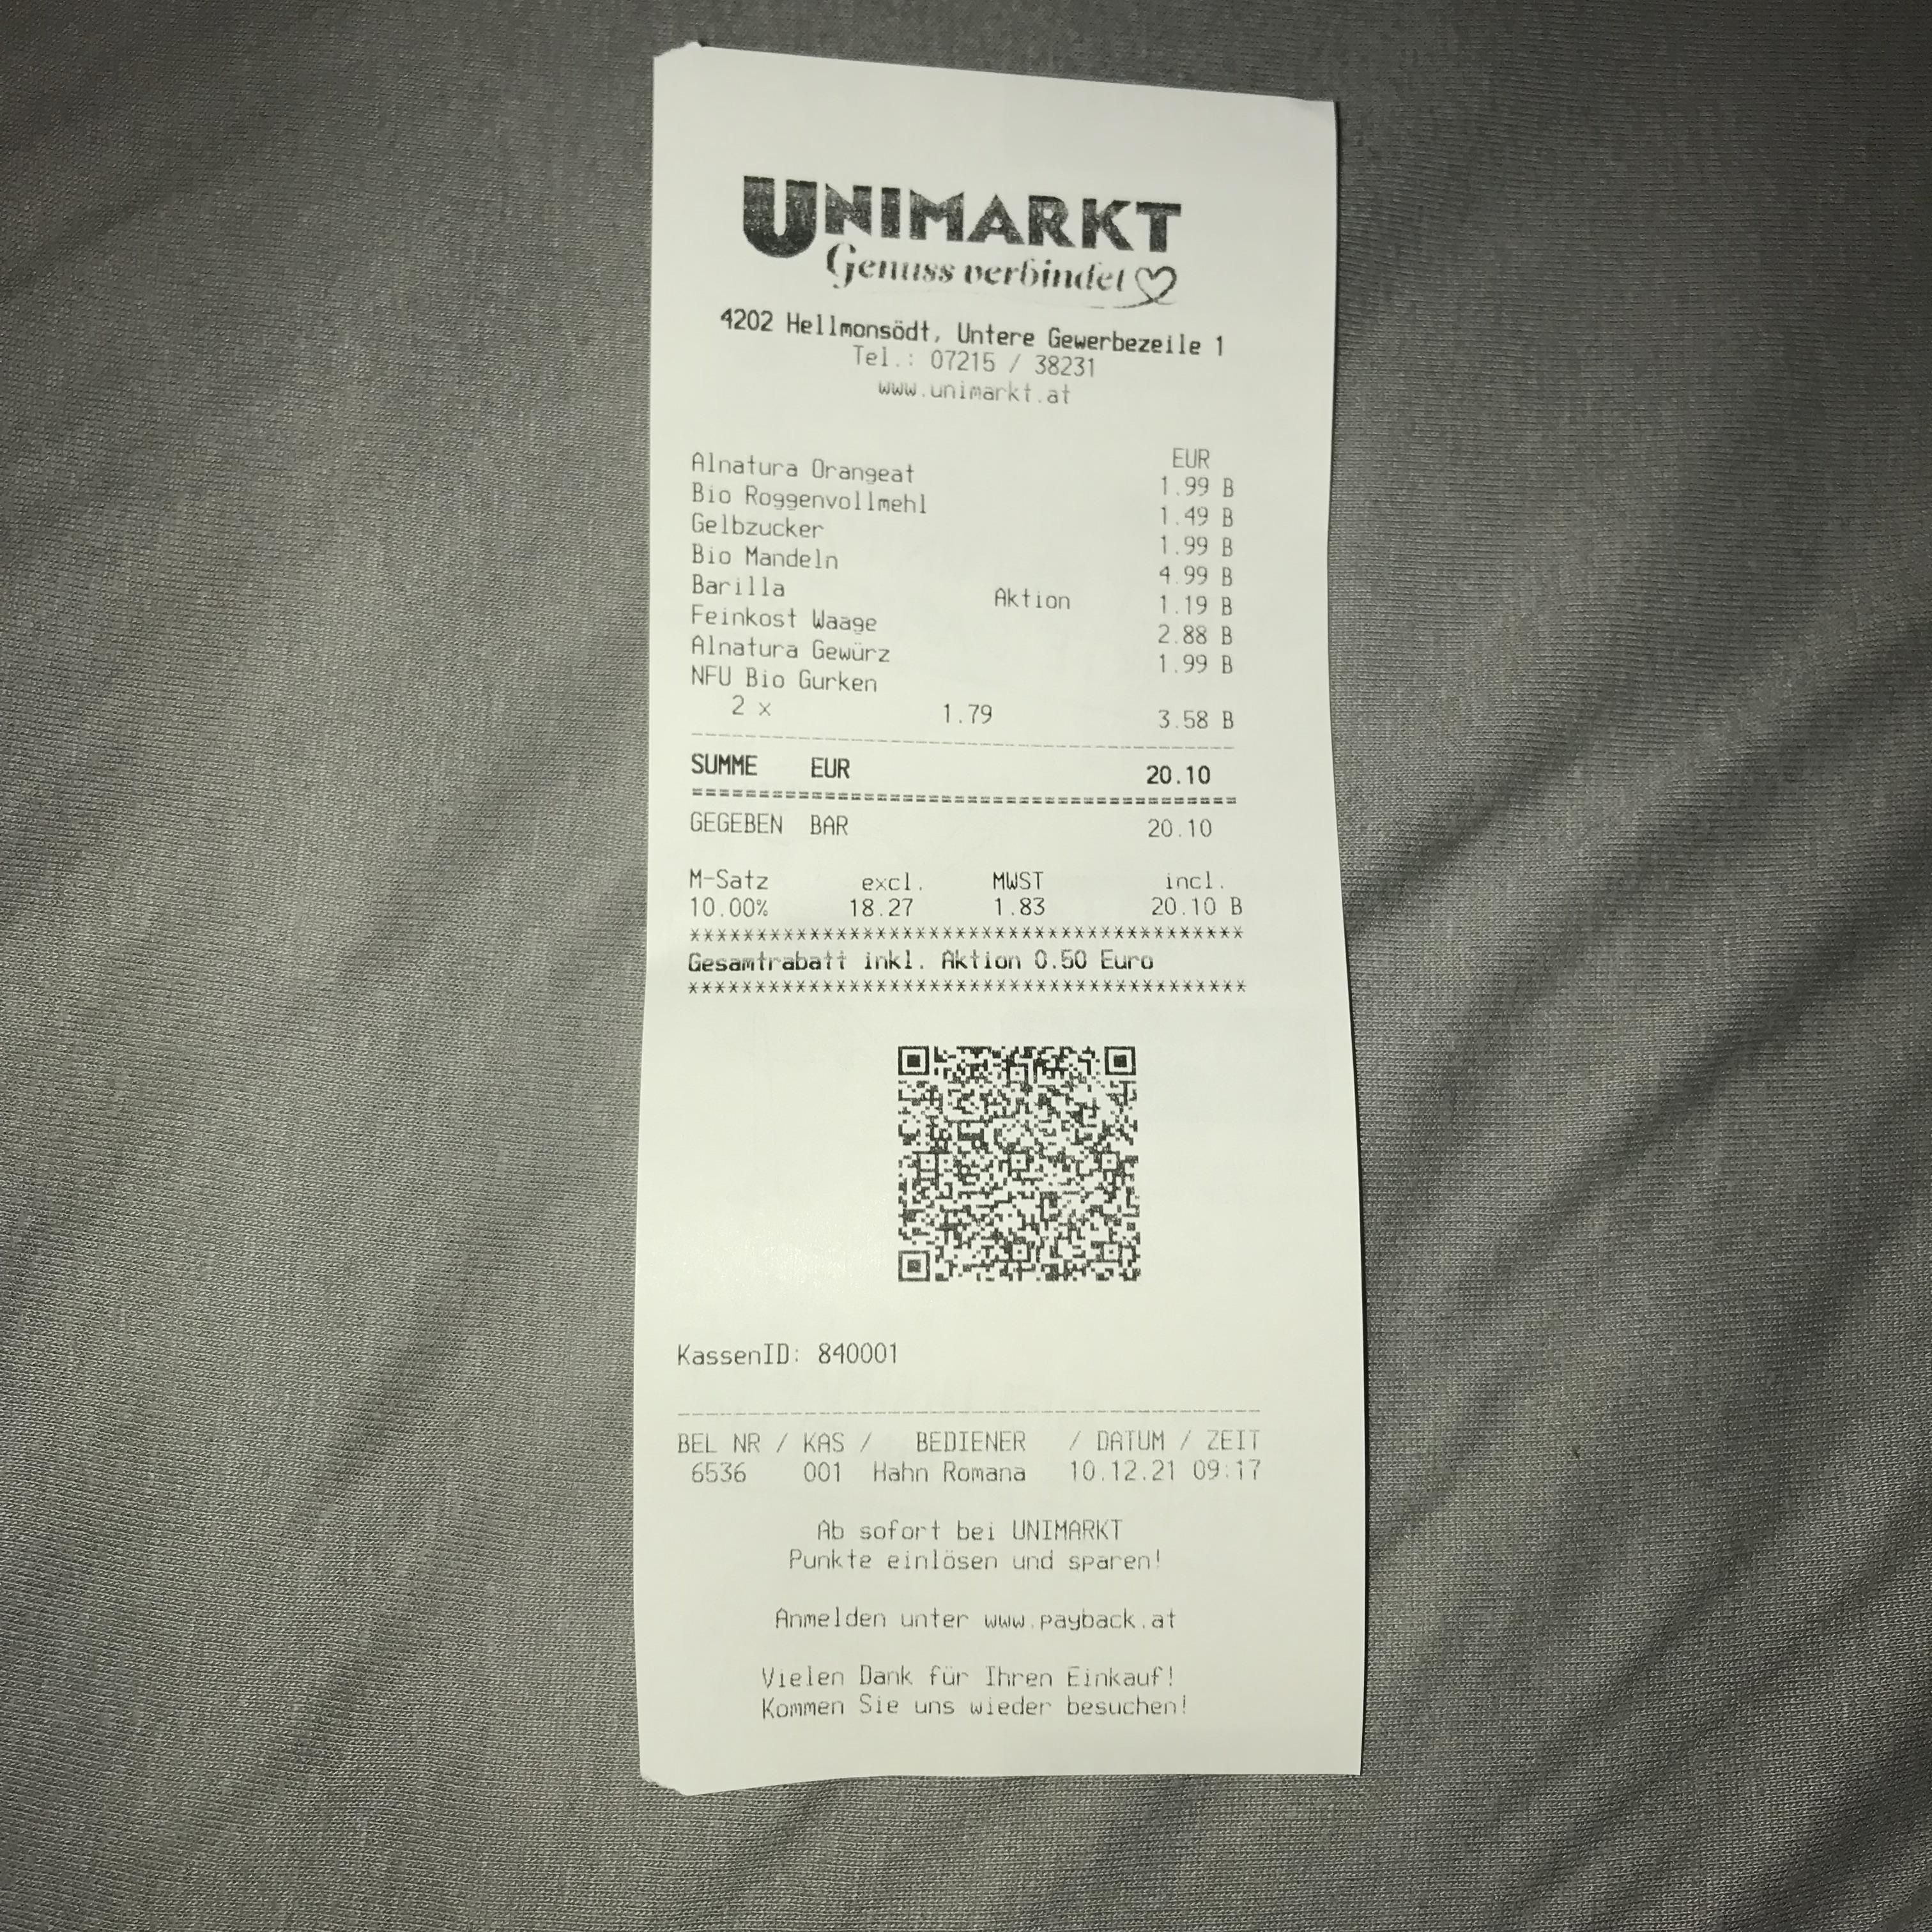 UNIMARKT
Genuss verbindet
4202 Hellmonsödt, Untere Gewerbezeile 1
Tel.: 07215 / 38231
www.unimarkt.at
EUR
Alnatura Orangeat 1.99 B
Bio Roggenvollmehl 1.49 B
Gelbzucker 1.99 B
Bio Mandeln 4.99 B
Barilla Aktion 1.19 B
Feinkost Waage 2.88 B
Alnatura Gewürz 1.99 B
NFU Bio Gurken
2 x 1.79 3.58 B
SUMME EUR 20.10
GEGEBEN BAR 20.10
M-Satz excl. MWST incl.
10.00% 18.27 1.83 20.10 B
*****************************************
Gesamtrabatt inkl. Aktion 0.50 Euro
*****************************************
KassenID: 840001
BEL NR / KAS / BEDIENER / DATUM / ZEIT
6536 001 Hahn Romana 10.12.21 09:17
Ab sofort bei UNIMARKT
Punkte einlösen und sparen!
Anmelden unter www.payback.at
Vielen Dank für Ihren Einkauf!
Kommen Sie uns wieder besuchen!